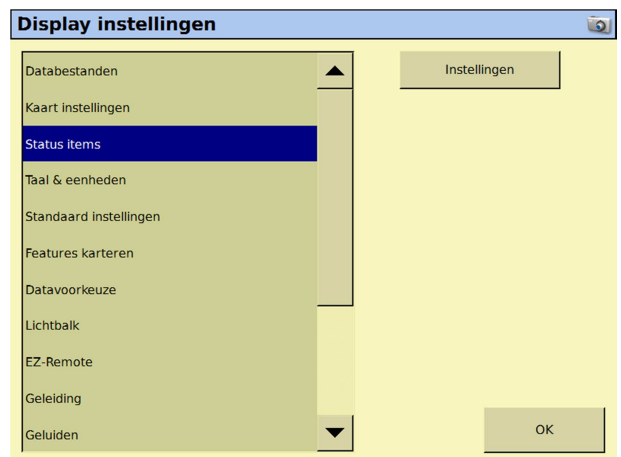 Display instellingen
Databestanden
Instellingen
Kaart instellingen
Status items
Taal & eenheden
Standaard instellingen
Features karteren
Datavoorkeuze
Lichtbalk
EZ-Remote
Geleiding
Geluiden
OK